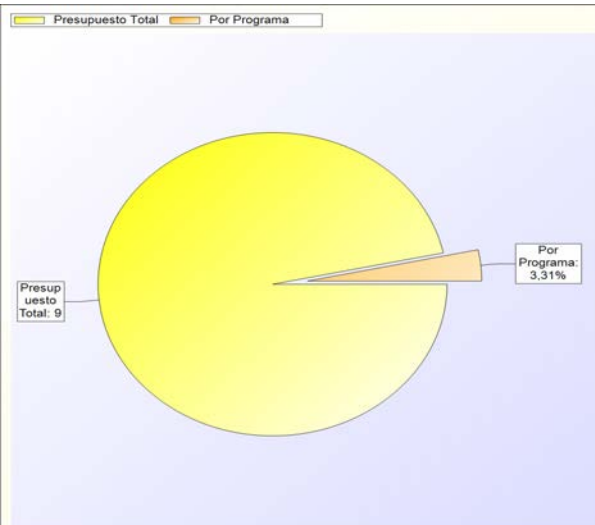 Presupuesto Total Por Programa
Por
Programa:
3,31%
Presup
uesto
Total: 9